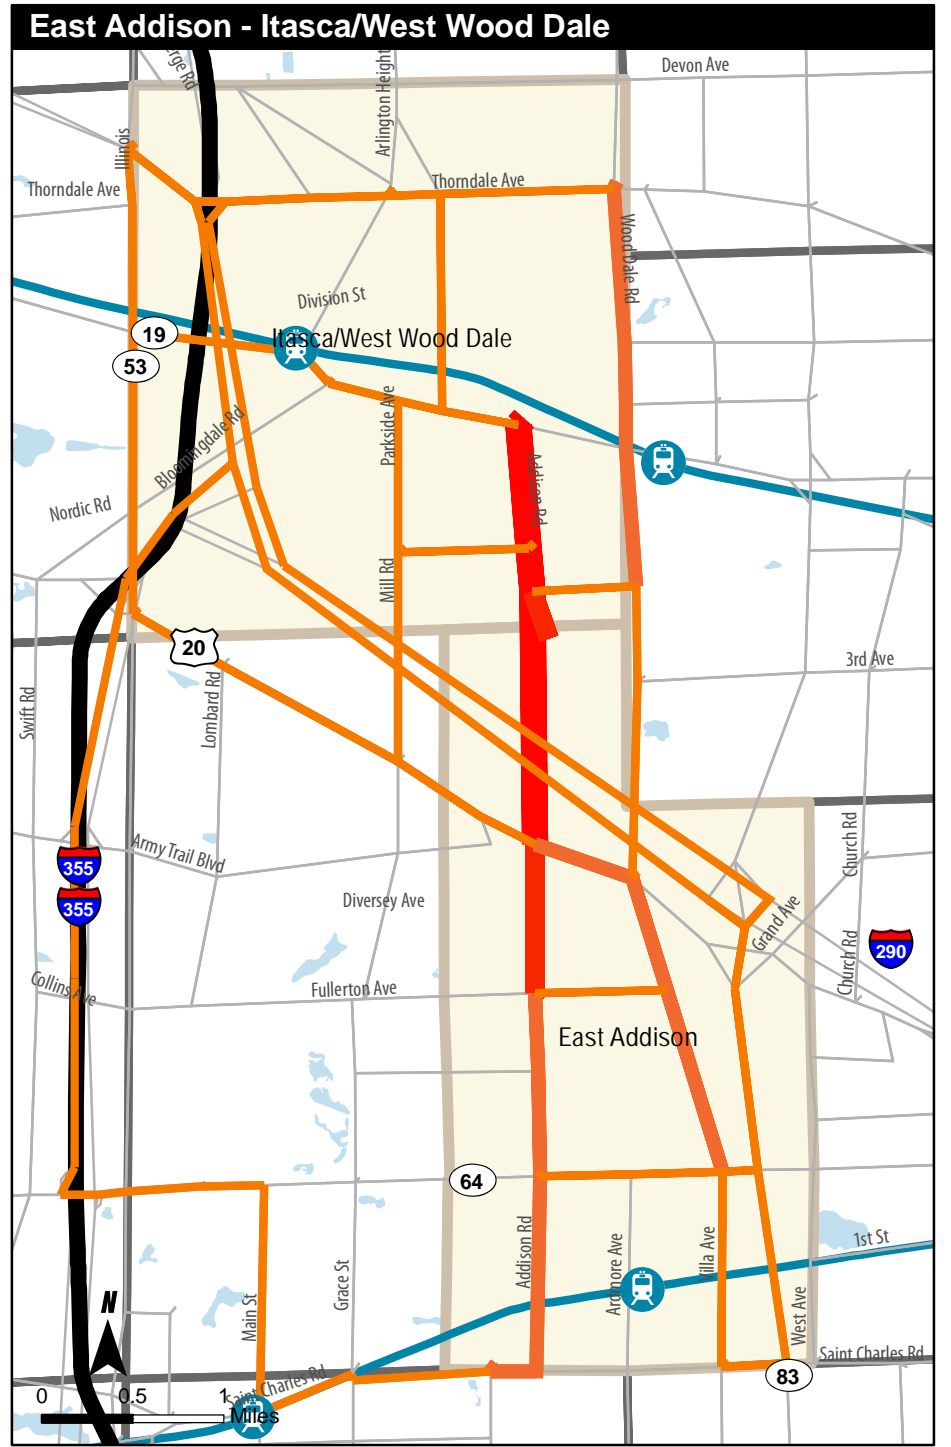 East Addison - Itasca/West Wood Dale
Devon Ave
Arlington Height
erge Rd
Illinois
Thorndale Ave
Thorndale Ave
Wood Dale Rd
Division St
19
Itasca/West Wood Dale
53
Parkside Ave
Bloomingdale Rd
Addison Rd
Nordic Rd
Mill Rd
20
3rd Ave
Lombard Rd
Swift Rd
Army Trail Blvd
Church Rd
355
355
Diversey Ave
Grand Ave
290
Church Rd
Collins Ave
Fullerton Ave
East Addison
64
Addison Rd
Ardmore Ave
Villa Ave
1st St
Grace St
Main St
West Ave
N
Saint Charles Rd
Saint Charles Rd
83
0 0.5 1
Miles